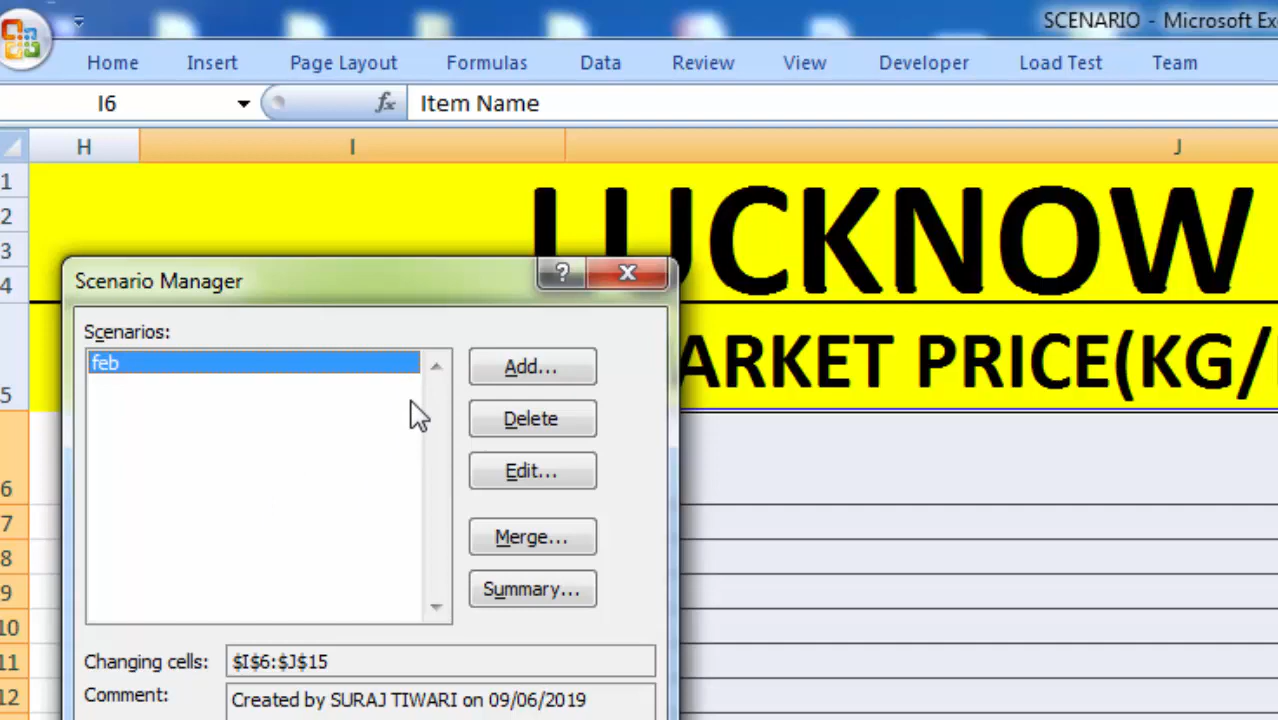 SCENARIO - Microsoft Ex
Home Insert Page Layout Formulas Data Review View Developer Load Test Team
I6 fx Item Name
H I J
1
2
3
4
LUCKNOW
5
ARKET PRICE(KG/
Scenario Manager ?
Scenarios:
feb
Add...
Delete
Edit...
Merge...
Summary...
6
7
8
9
10
11
12
Changing cells: $I$6:$J$15
Comment: Created by SURAJ TIWARI on 09/06/2019